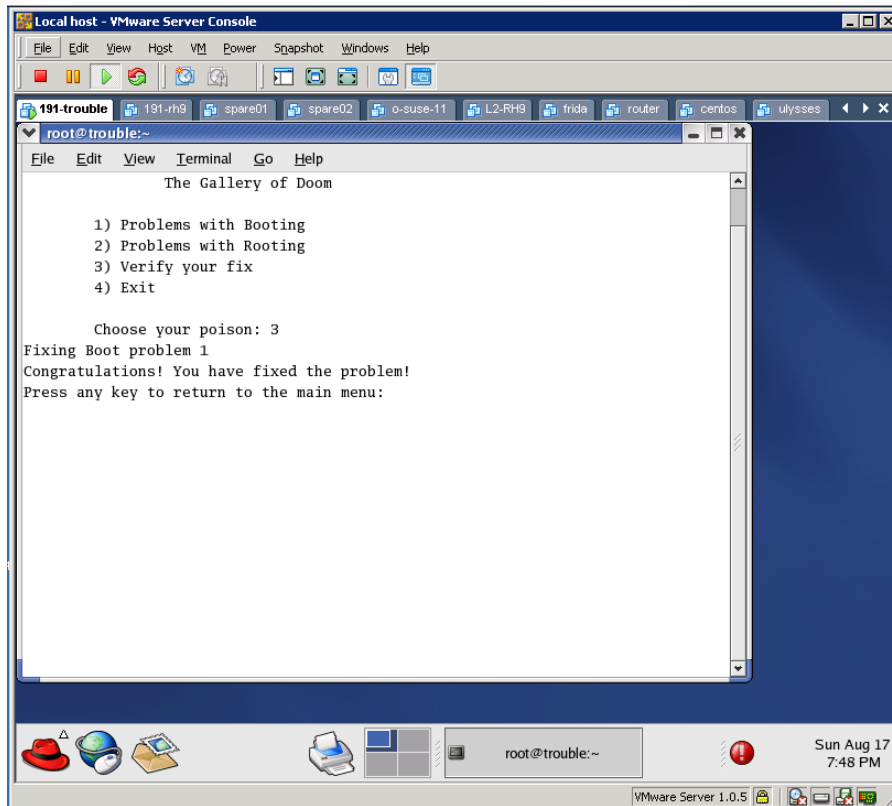 Local host - VMware Server Console
File Edit View Host VM Power Snapshot Windows Help
191-trouble 191-rh9 spare01 spare02 o-suse-11 L2-RH9 frida router centos ulysses
root@trouble:~
File Edit View Terminal Go Help
The Gallery of Doom
1) Problems with Booting
2) Problems with Rooting
3) Verify your fix
4) Exit
Choose your poison: 3
Fixing Boot problem 1
Congratulations! You have fixed the problem!
Press any key to return to the main menu:
root@trouble:~
Sun Aug 17
7:48 PM
VMware Server 1.0.5